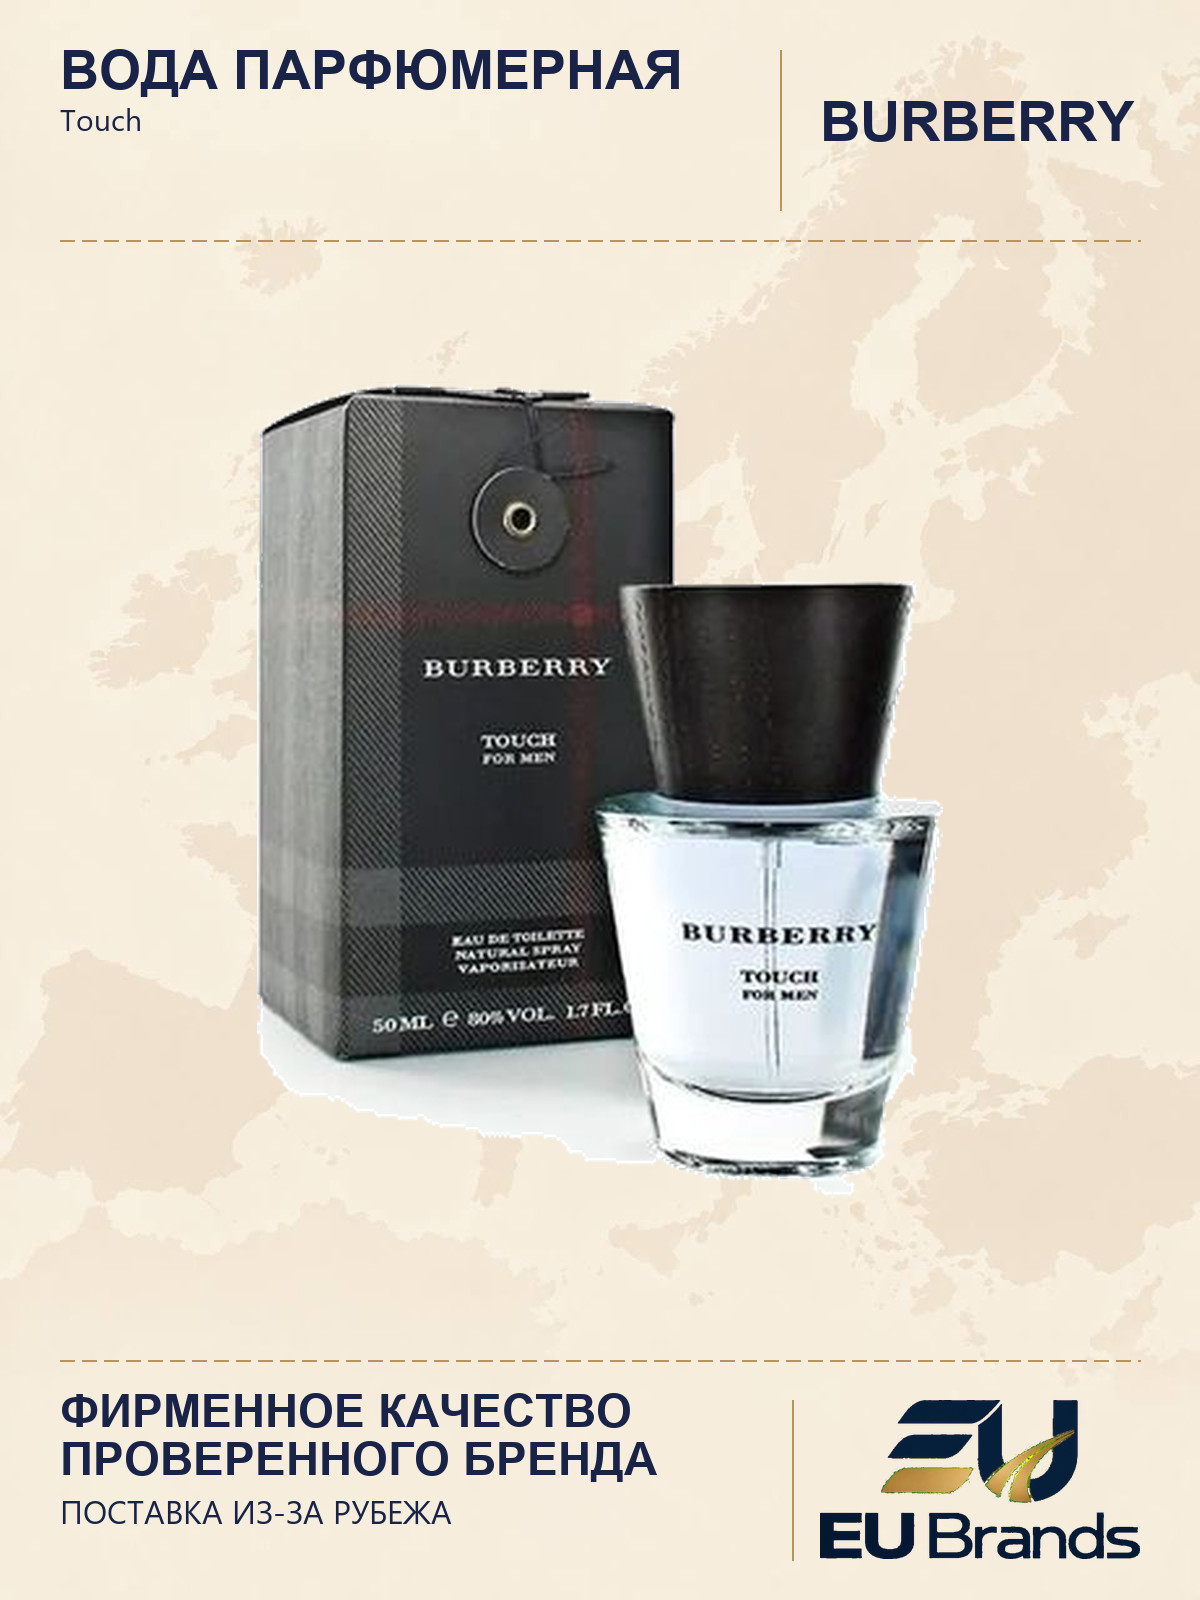 ВОДА ПАРФЮМЕРНАЯ
Touch
BURBERRY
BURBERRY
TOUCH
FOR MEN
EAU DE TOILETTE
NATURAL SPRAY
VAPORISATEUR
50 ML e 80% VOL. 1.7 FL.
BURBERRY
TOUCH
FOR MEN
ФИРМЕННОЕ КАЧЕСТВО
ПРОВЕРЕННОГО БРЕНДА
ПОСТАВКА ИЗ-ЗА РУБЕЖА
EU
EU Brands